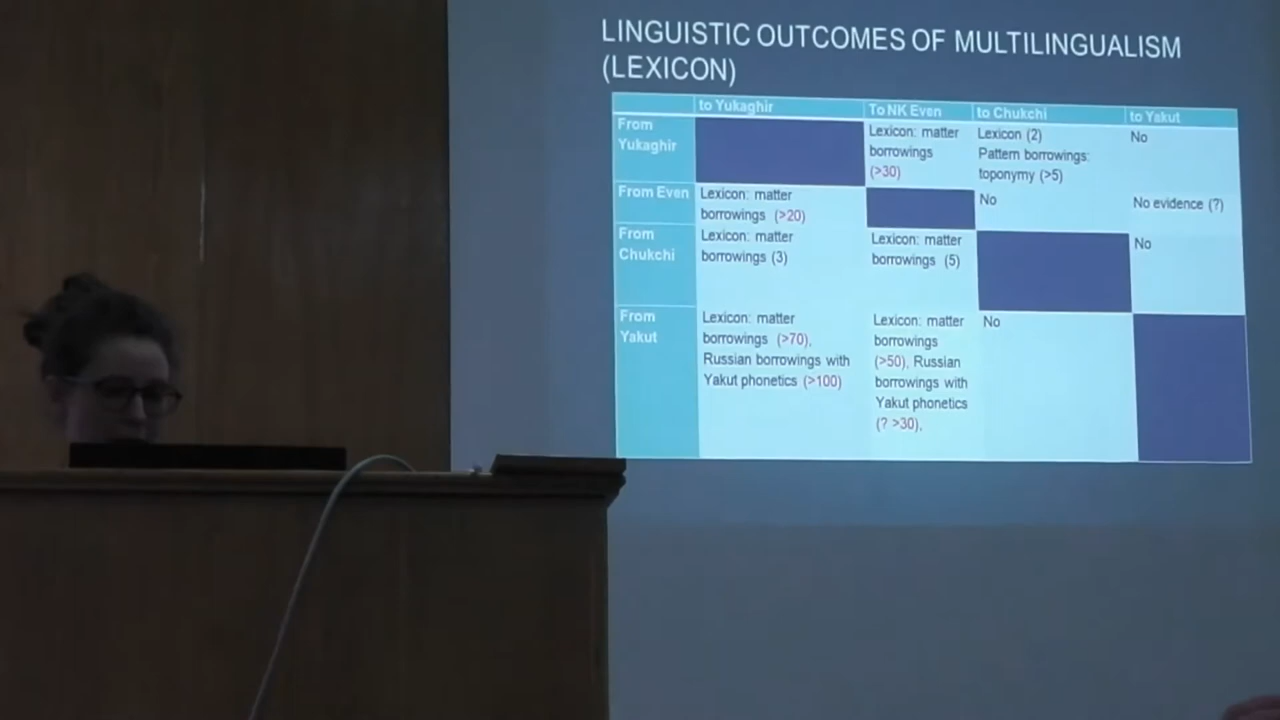 LINGUISTIC OUTCOMES OF MULTILINGUALISM
(LEXICON)
to Yukaghir
To NK Even
to Chukchi
to Yakut
From
Yukaghir
Lexicon: matter
borrowings
(>30)
Lexicon (2)
Pattern borrowings:
toponymy (>5)
No
From Even
Lexicon: matter
borrowings (>20)
No
No evidence (?)
From
Chukchi
Lexicon: matter
borrowings (3)
Lexicon: matter
borrowings (5)
No
From
Yakut
Lexicon: matter
borrowings (>70),
Russian borrowings with
Yakut phonetics (>100)
Lexicon: matter
borrowings
(>50), Russian
borrowings with
Yakut phonetics
(? >30),
No